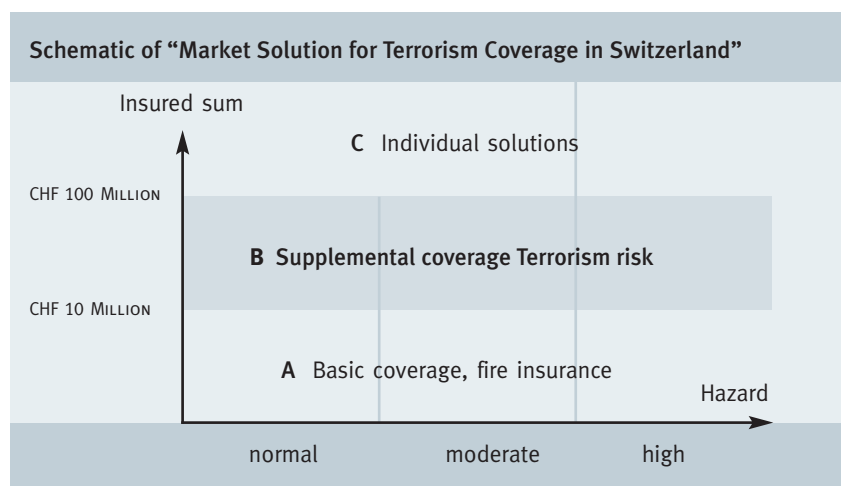 Schematic of “Market Solution for Terrorism Coverage in Switzerland”
Insured sum
C Individual solutions
CHF 100 MILLION
B Supplemental coverage Terrorism risk
CHF 10 MILLION
A Basic coverage, fire insurance
Hazard
normal moderate high